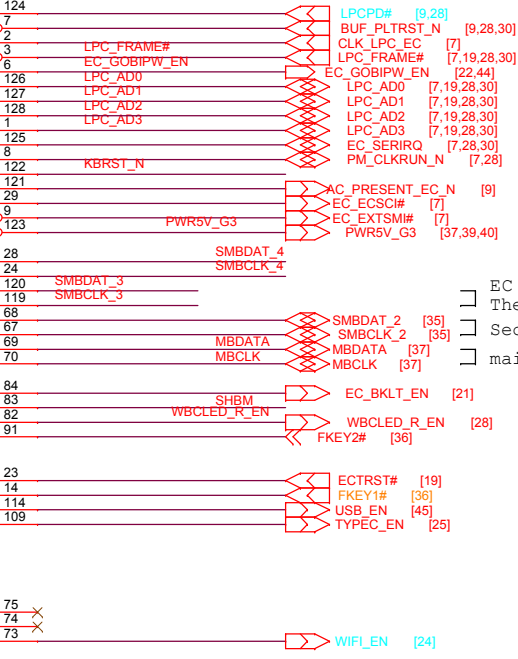 124 LPCPD# [9,28]
7 BUF_PLTRST_N [9,28,30]
2 CLK_LPC_EC [7]
3 LPC_FRAME# LPC_FRAME# [7,19,28,30]
6 EC_GOBIPW_EN EC_GOBIPW_EN [22,44]
126 LPC_AD0 LPC_AD0 [7,19,28,30]
127 LPC_AD1 LPC_AD1 [7,19,28,30]
128 LPC_AD2 LPC_AD2 [7,19,28,30]
1 LPC_AD3 LPC_AD3 [7,19,28,30]
125 EC_SERIRQ [7,28,30]
8 PM_CLKRUN_N [7,28]
122 KBRST_N
121 AC_PRESENT_EC_N [9]
29 EC_ECSCI# [7]
9 EC_EXTSMI# [7]
123 PWR5V_G3 PWR5V_G3 [37,39,40]
28 SMBDAT_4
24 SMBCLK_4
120 SMBDAT_3 EC
119 SMBCLK_3 The
68 SMBDAT_2 [35]
67 SMBCLK_2 [35] Sec
69 MBDATA MBDATA [37]
70 MBCLK MBCLK [37] mai
84 EC_BKLT_EN [21]
83 SHBM
82 WBCLED_R_EN WBCLED_R_EN [28]
91 FKEY2# [36]
23 ECTRST# [19]
14 FKEY1# [36]
114 USB_EN [45]
109 TYPEC_EN [25]
75
74
73 WIFI_EN [24]